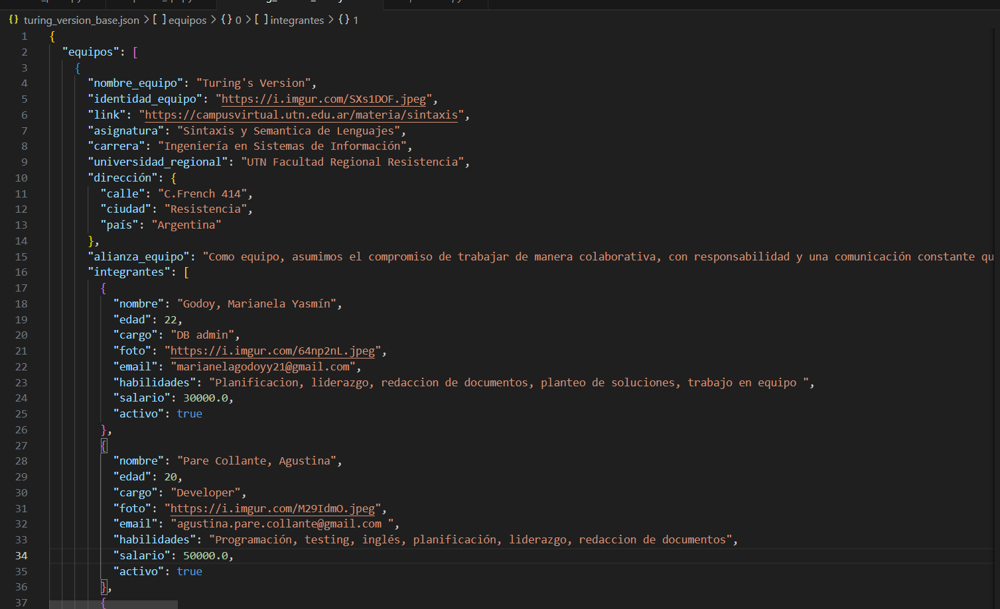 {} turing_version_base.json > [ ] equipos > {} 0 > [ ] integrantes > {} 1
1 {
2 "equipos": [
3 {
4 "nombre_equipo": "Turing's Version",
5 "identidad_equipo": "https://i.imgur.com/SXs1DOF.jpeg",
6 "link": "https://campusvirtual.utn.edu.ar/materia/sintaxis",
7 "asignatura": "Sintaxis y Semantica de Lenguajes",
8 "carrera": "Ingeniería en Sistemas de Información",
9 "universidad_regional": "UTN Facultad Regional Resistencia",
10 "dirección": {
11 "calle": "C.French 414",
12 "ciudad": "Resistencia",
13 "país": "Argentina"
14 },
15 "alianza_equipo": "Como equipo, asumimos el compromiso de trabajar de manera colaborativa, con responsabilidad y una comunicación constante qu
16 "integrantes": [
17 {
18 "nombre": "Godoy, Marianela Yasmín",
19 "edad": 22,
20 "cargo": "DB admin",
21 "foto": "https://i.imgur.com/64np2nL.jpeg",
22 "email": "marianelagodoyy21@gmail.com",
23 "habilidades": "Planificacion, liderazgo, redaccion de documentos, planteo de soluciones, trabajo en equipo ",
24 "salario": 30000.0,
25 "activo": true
26 },
27 {
28 "nombre": "Pare Collante, Agustina",
29 "edad": 20,
30 "cargo": "Developer",
31 "foto": "https://i.imgur.com/M29IdmO.jpeg",
32 "email": "agustina.pare.collante@gmail.com ",
33 "habilidades": "Programación, testing, inglés, planificación, liderazgo, redaccion de documentos",
34 "salario": 50000.0,
35 "activo": true
36 },
37 {